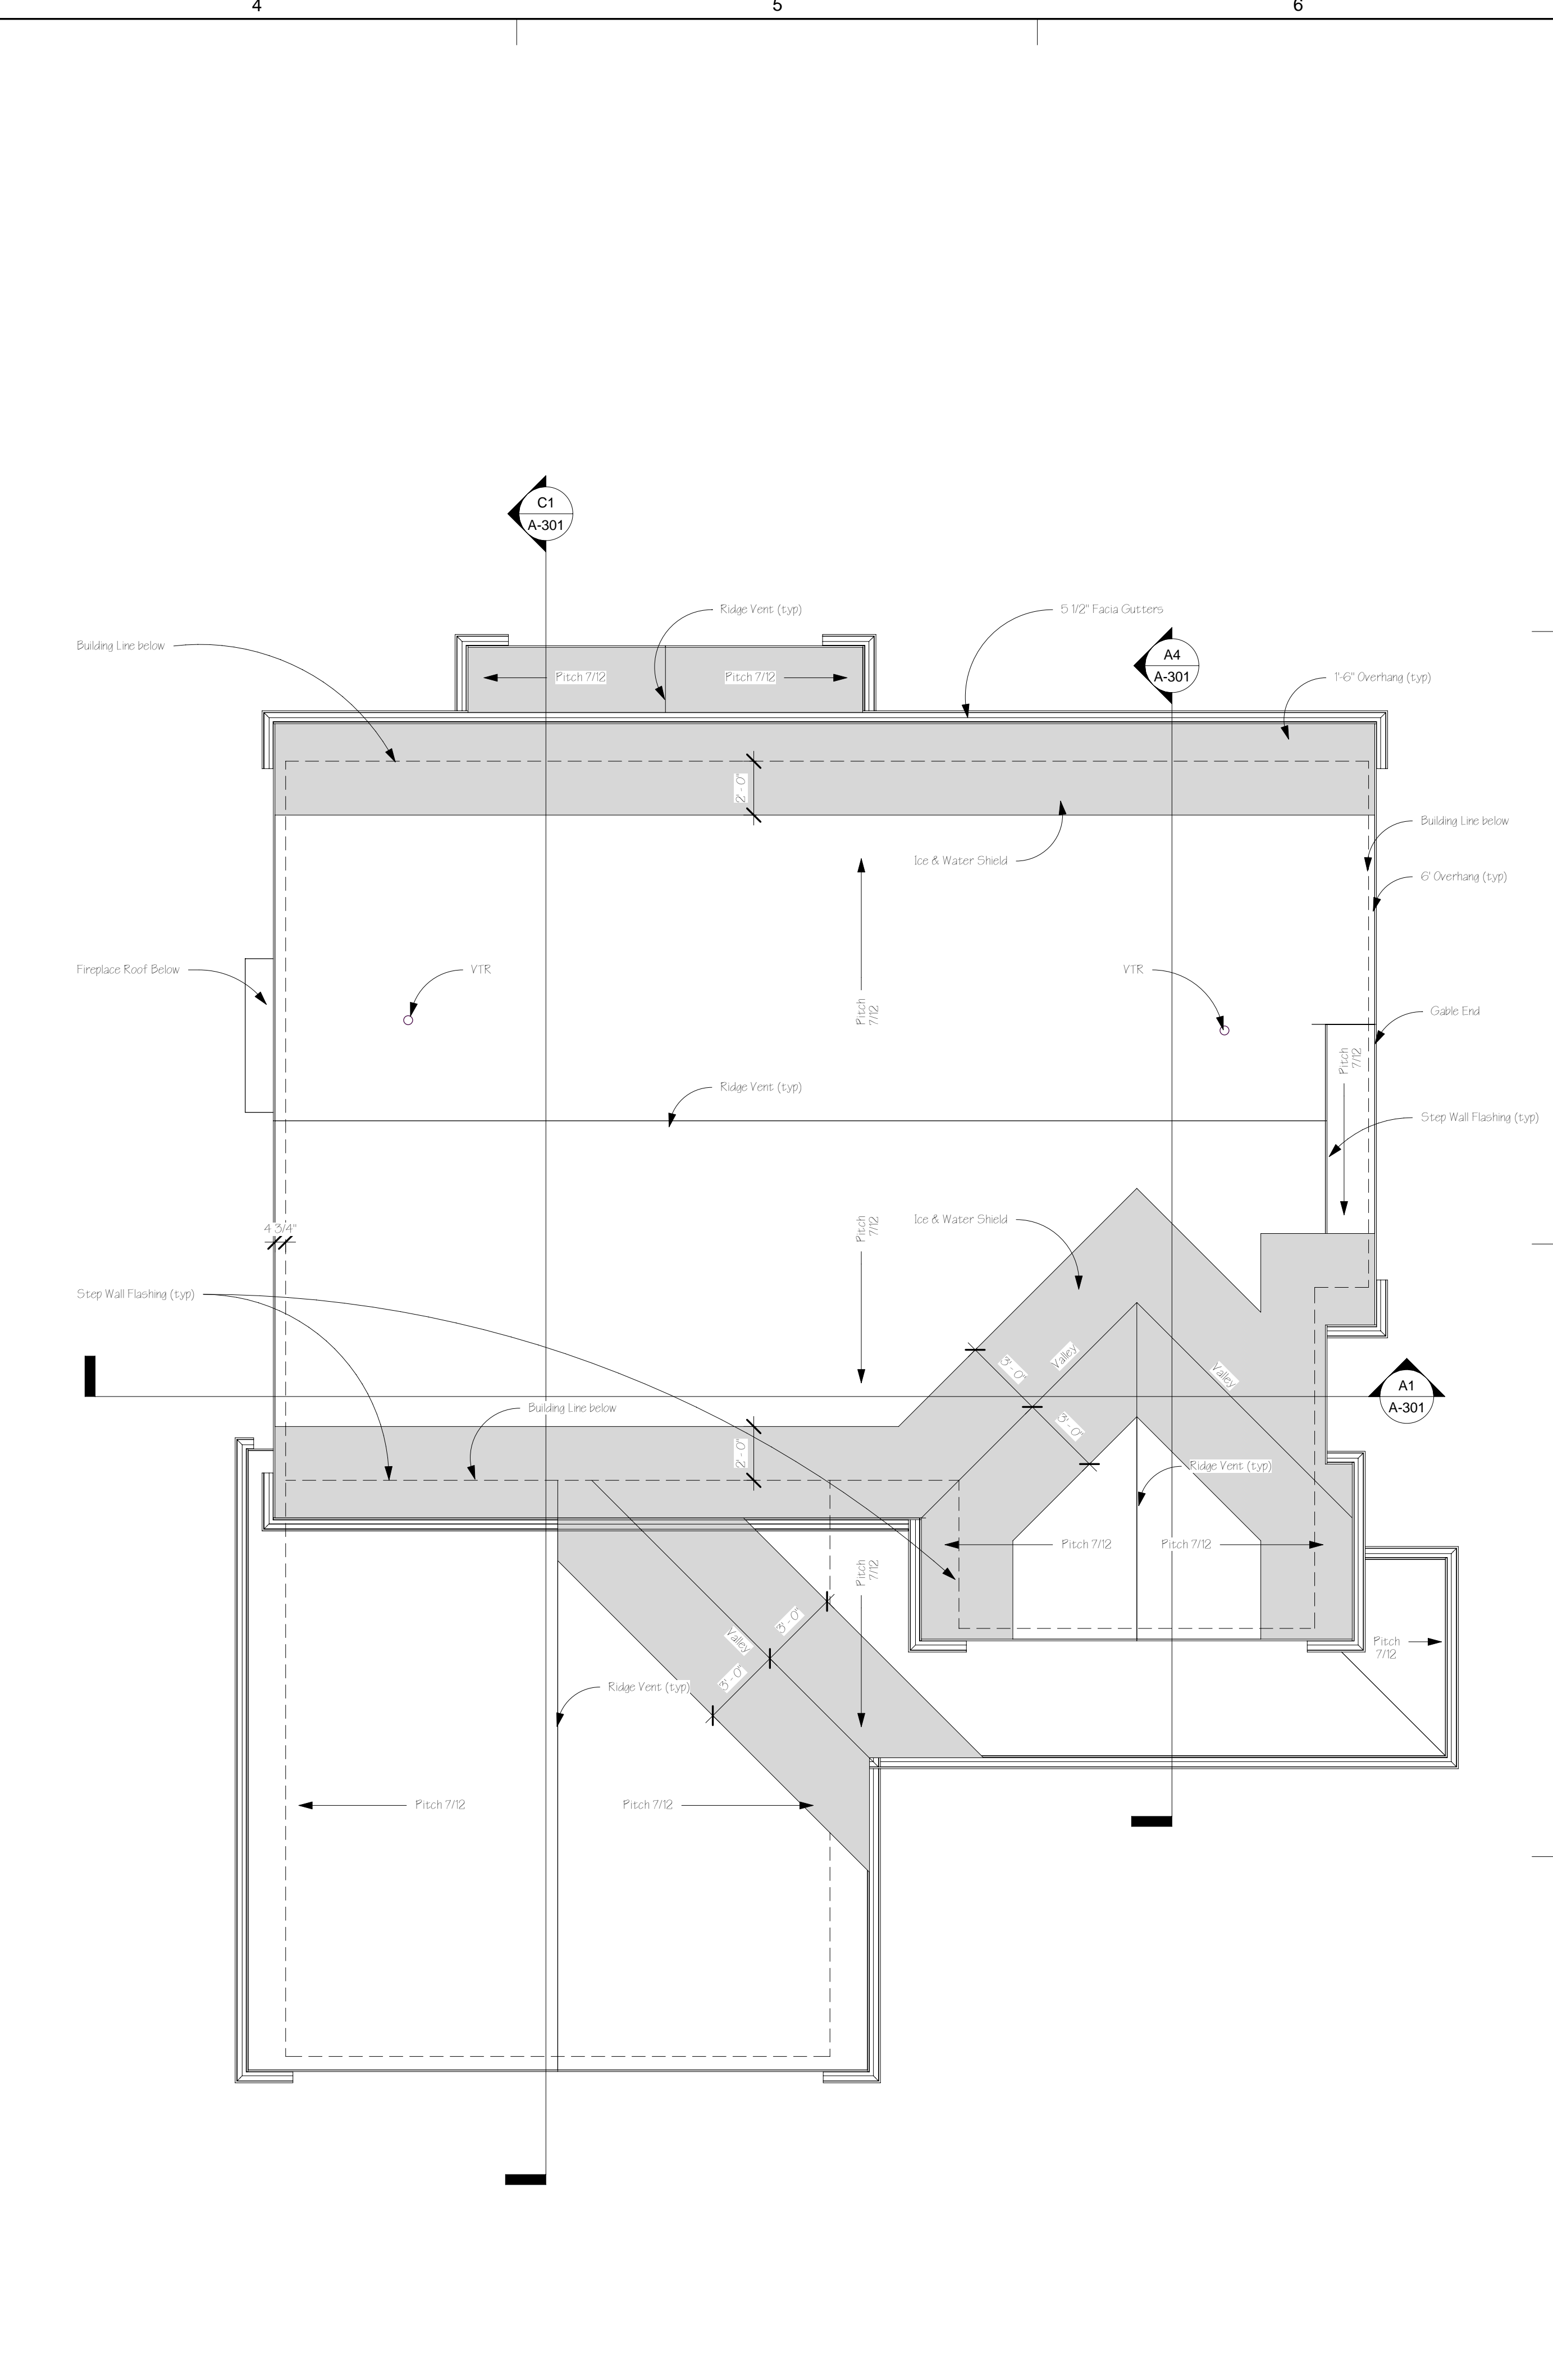 4
5
6
C1
A-301
Ridge Vent (typ)
5 1/2" Facia Gutters
Building Line below
A4
A-301
Pitch 7/12
Pitch 7/12
1'-6" Overhang (typ)
2' - 0"
Building Line below
Ice & Water Shield
6' Overhang (typ)
Fireplace Roof Below
VTR
VTR
Pitch
7/12
Gable End
Pitch
7/12
Ridge Vent (typ)
Step Wall Flashing (typ)
4 3/4"
Pitch
7/12
Ice & Water Shield
Step Wall Flashing (typ)
3' - 0"
Valley
Valley
A1
A-301
Building Line below
3' - 0"
2' - 0"
Ridge Vent (typ)
Pitch 7/12
Pitch 7/12
Pitch
7/12
3' - 0"
Valley
Pitch
7/12
3' - 0"
Ridge Vent (typ)
Pitch 7/12
Pitch 7/12